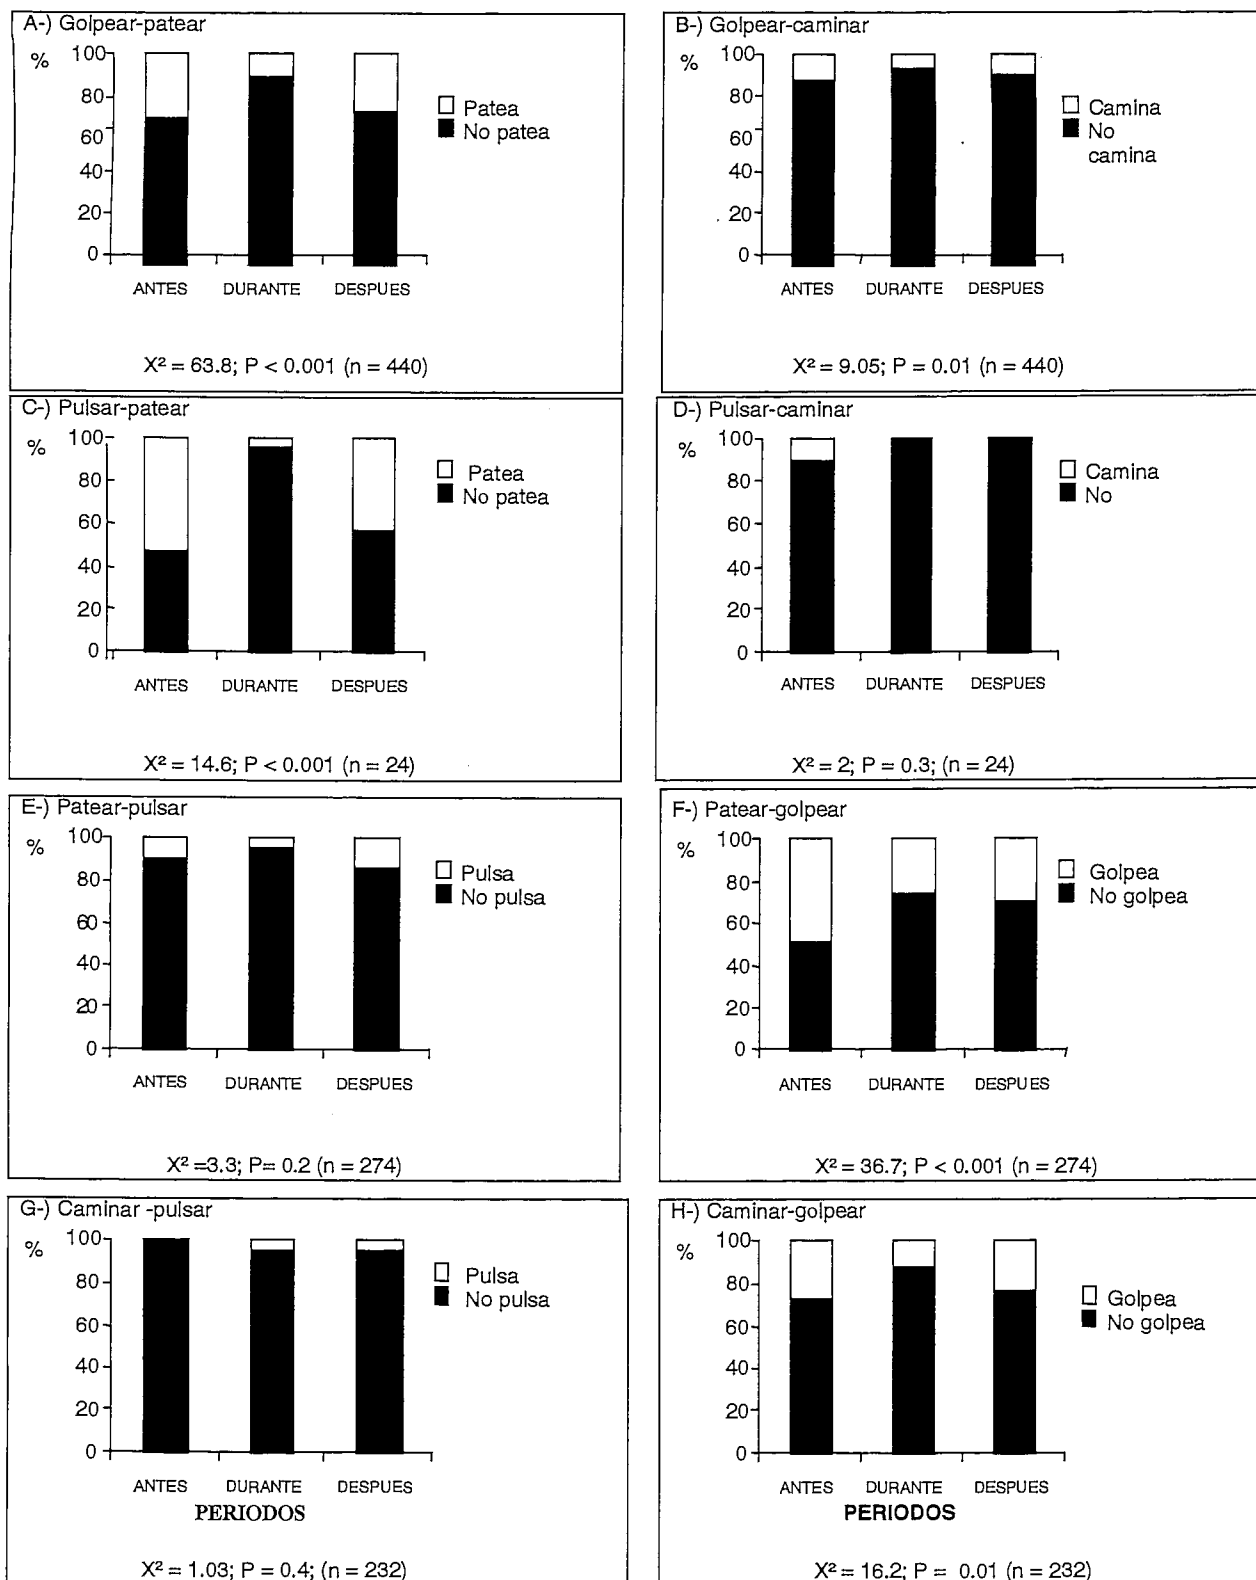 A-) Golpear-patear
%
100
80
60
40
20
0
Patea
No patea
ANTES DURANTE DESPUES
X² = 63.8; P < 0.001 (n = 440)
B-) Golpear-caminar
%
100
80
60
40
20
0
Camina
No
camina
ANTES DURANTE DESPUES
X² = 9.05; P = 0.01 (n = 440)
C-) Pulsar-patear
%
100
80
60
40
20
0
Patea
No patea
ANTES DURANTE DESPUES
X² = 14.6; P < 0.001 (n = 24)
D-) Pulsar-caminar
%
100
80
60
40
20
0
Camina
No
ANTES DURANTE DESPUES
X² = 2; P = 0.3; (n = 24)
E-) Patear-pulsar
%
100
80
60
40
20
0
Pulsa
No pulsa
ANTES DURANTE DESPUES
X² =3.3; P= 0.2 (n = 274)
F-) Patear-golpear
%
100
80
60
40
20
0
Golpea
No golpea
ANTES DURANTE DESPUES
X² = 36.7; P < 0.001 (n = 274)
G-) Caminar -pulsar
%
100
80
60
40
20
0
Pulsa
No pulsa
ANTES DURANTE DESPUES
PERIODOS
X² = 1.03; P = 0.4; (n = 232)
H-) Caminar-golpear
%
100
80
60
40
20
0
Golpea
No golpea
ANTES DURANTE DESPUES
PERIODOS
X² = 16.2; P = 0.01 (n = 232)